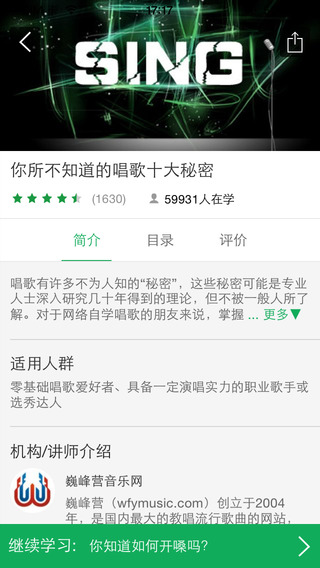 17:17
SING
你所不知道的唱歌十大秘密
(1630) 59931人在学
简介 目录 评价
唱歌有许多不为人知的“秘密”，这些秘密可能是专业
人士深入研究几十年得到的理论，但不被一般人所了
解。对于网络自学唱歌的朋友来说，掌握 ... 更多▼
适用人群
零基础唱歌爱好者、具备一定演唱实力的职业歌手或
选秀达人
机构/讲师介绍
巍峰营音乐网
巍峰营（wfymusic.com）创立于2004
年，是国内最大的教唱流行歌曲的网站，
继续学习： 你知道如何开嗓吗？